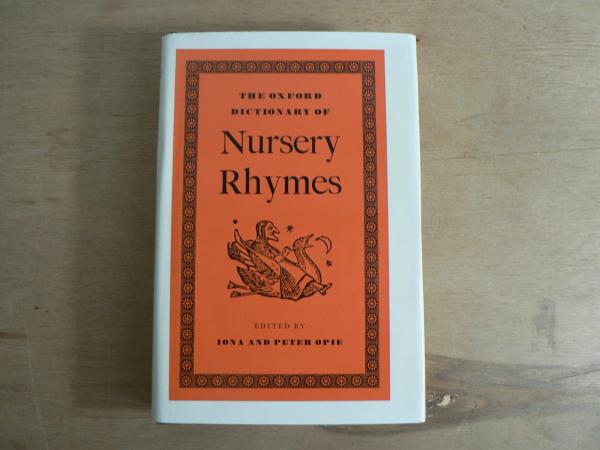 THE OXFORD
DICTIONARY OF
Nursery
Rhymes
EDITED BY
IONA AND PETER OPIE